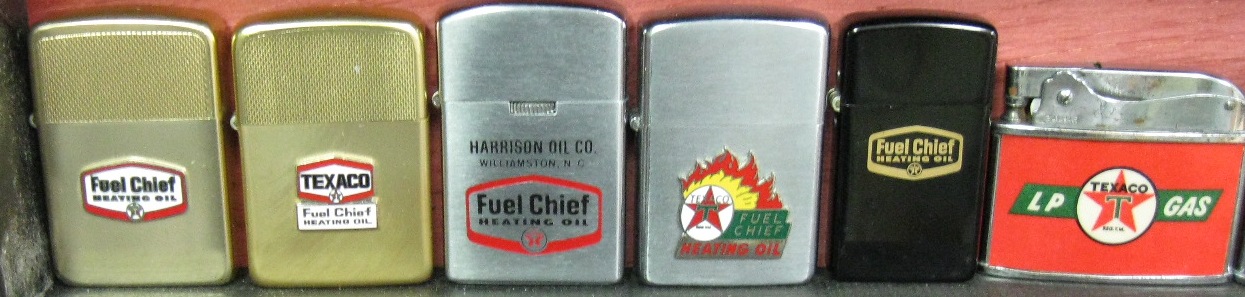 Fuel Chief
HEATING OIL
TEXACO
Fuel Chief
HEATING OIL
HARRISON OIL CO.
WILLIAMSTON, N.C.
Fuel Chief
HEATING OIL
TEXACO
T
FUEL
CHIEF
HEATING OIL
Fuel Chief
HEATING OIL
TEXACO
LP T GAS